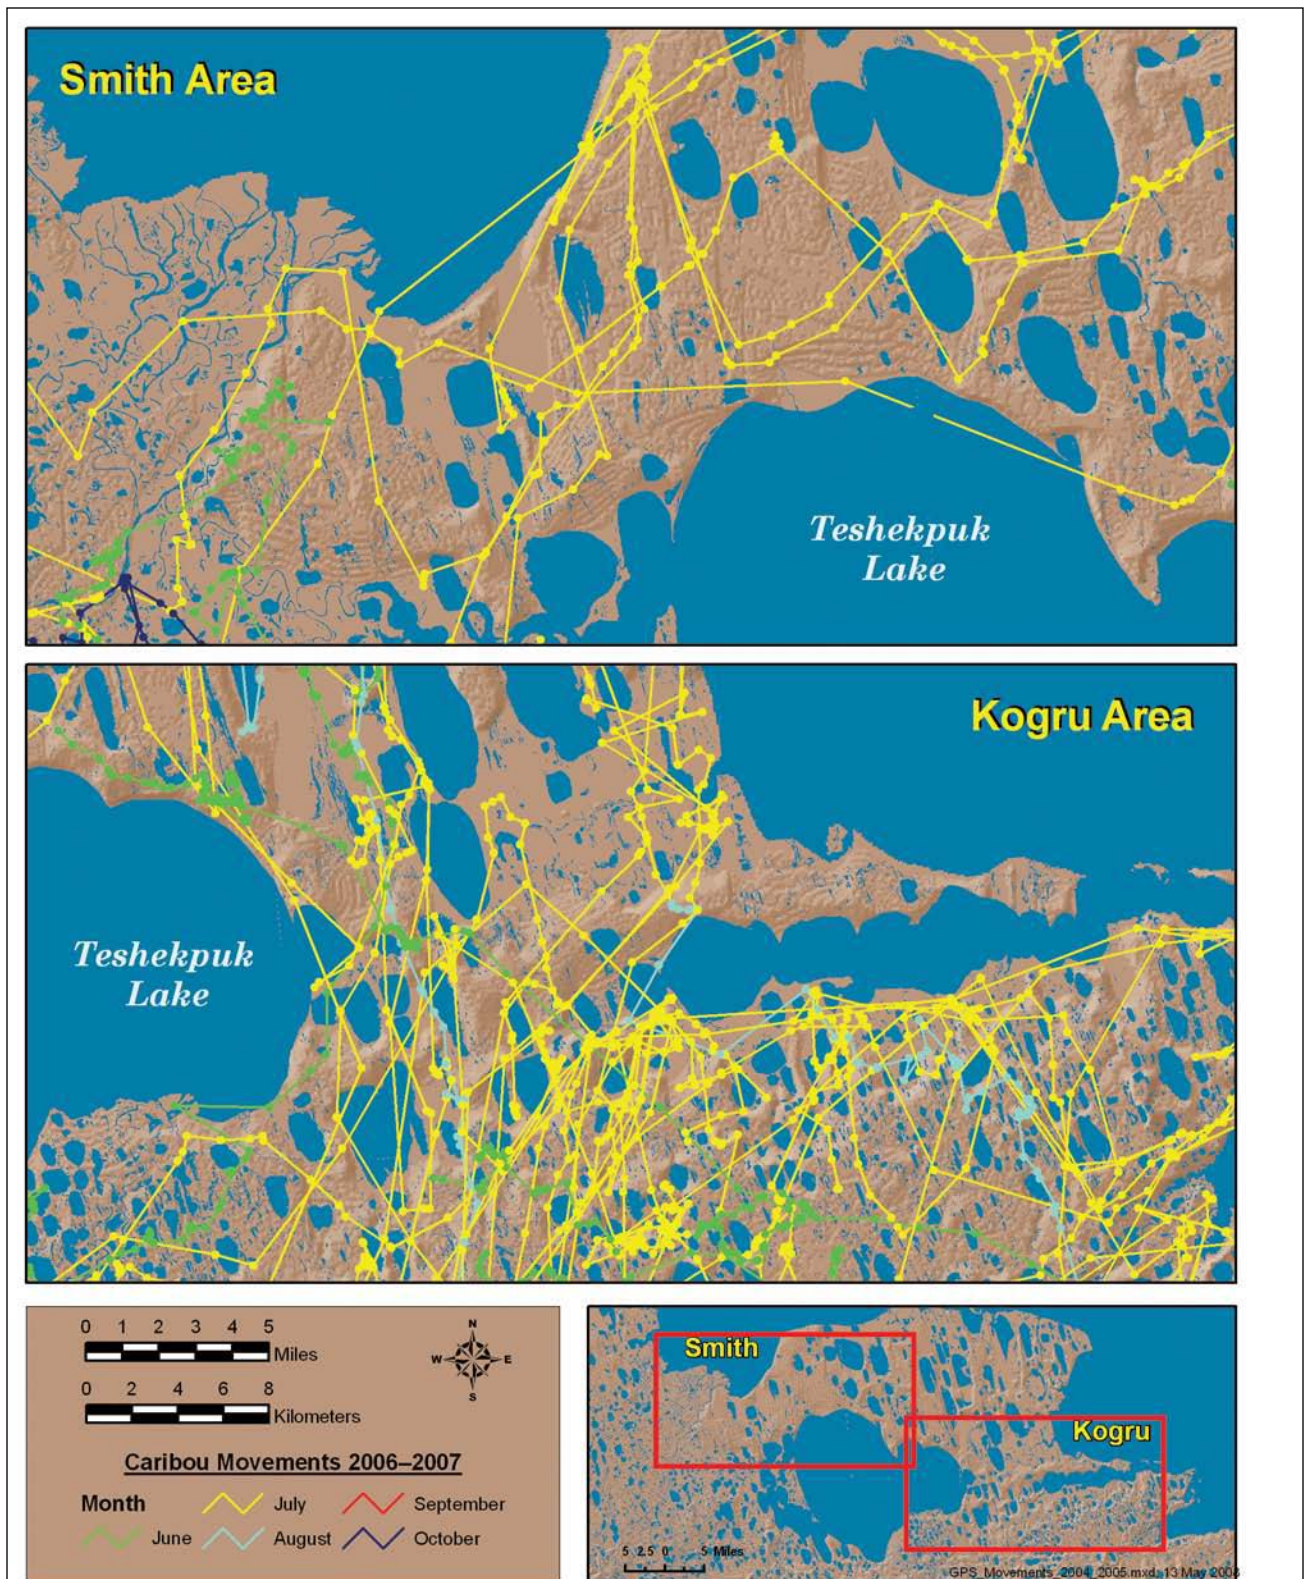 Smith Area
Teshekpuk
Lake
Kogru Area
Teshekpuk
Lake
0 1 2 3 4 5
Miles
0 2 4 6 8
Kilometers
N
W E
S
Caribou Movements 2006–2007
Month
July
September
June
August
October
Smith
Kogru
5 2.5 0 5 Miles
GPS_Movements_2004_2005.mxd; 13 May 2008